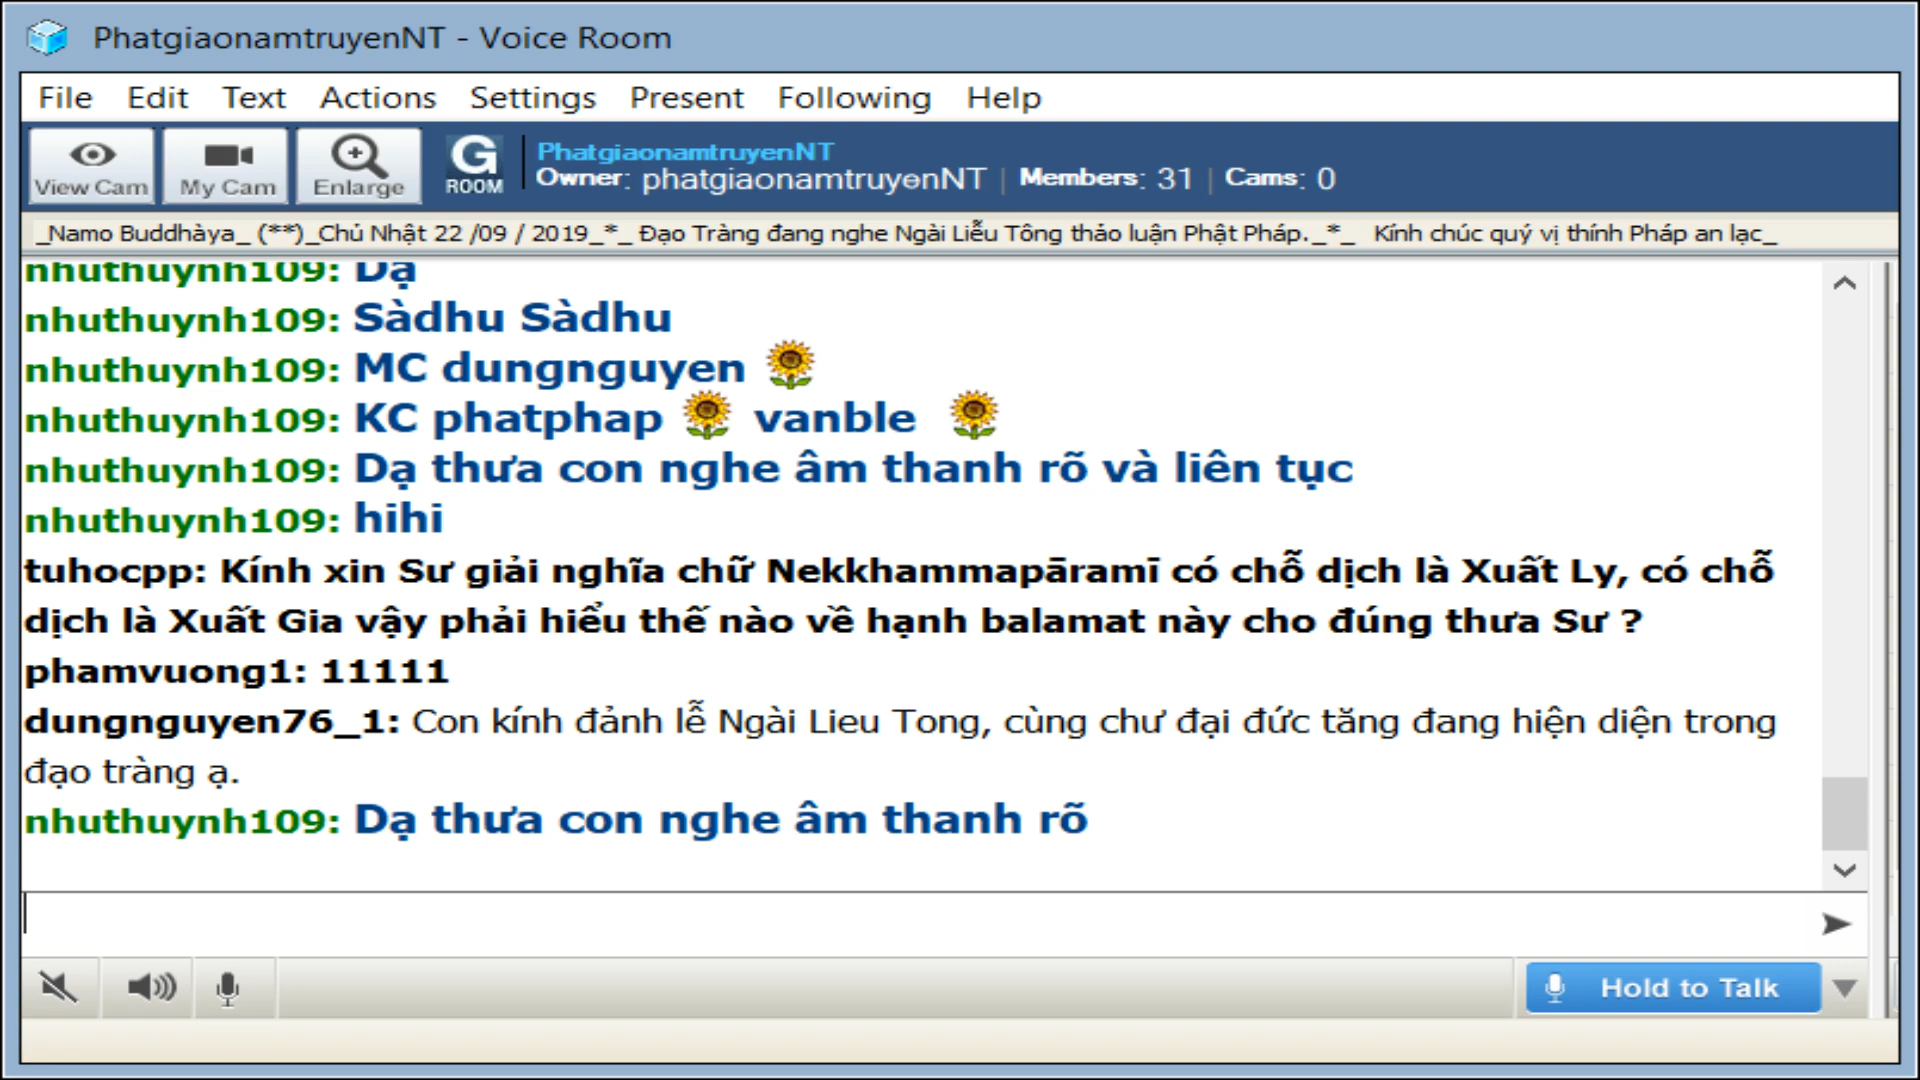 PhatgiaonamtruyenNT - Voice Room
File Edit Text Actions Settings Present Following Help
View Cam My Cam Enlarge G ROOM
PhatgiaonamtruyenNT
Owner: phatgiaonamtruyenNT | Members: 31 | Cams: 0
_Namo Buddhàya_ (**)_Chủ Nhật 22 /09 / 2019_*_ Đạo Tràng đang nghe Ngài Liễu Tông thảo luận Phật Pháp._*_ Kính chúc quý vị thính Pháp an lạc_
nhuthuynh109: Dạ
nhuthuynh109: Sàdhu Sàdhu
nhuthuynh109: MC dungnguyen
nhuthuynh109: KC phatphap vanble
nhuthuynh109: Dạ thưa con nghe âm thanh rõ và liên tục
nhuthuynh109: hihi
tuhocpp: Kính xin Sư giải nghĩa chữ Nekkhammapāramī có chỗ dịch là Xuất Ly, có chỗ
dịch là Xuất Gia vậy phải hiểu thế nào về hạnh balamat này cho đúng thưa Sư ?
phamvuong1: 11111
dungnguyen76_1: Con kính đảnh lễ Ngài Lieu Tong, cùng chư đại đức tăng đang hiện diện trong
đạo tràng ạ.
nhuthuynh109: Dạ thưa con nghe âm thanh rõ
Hold to Talk